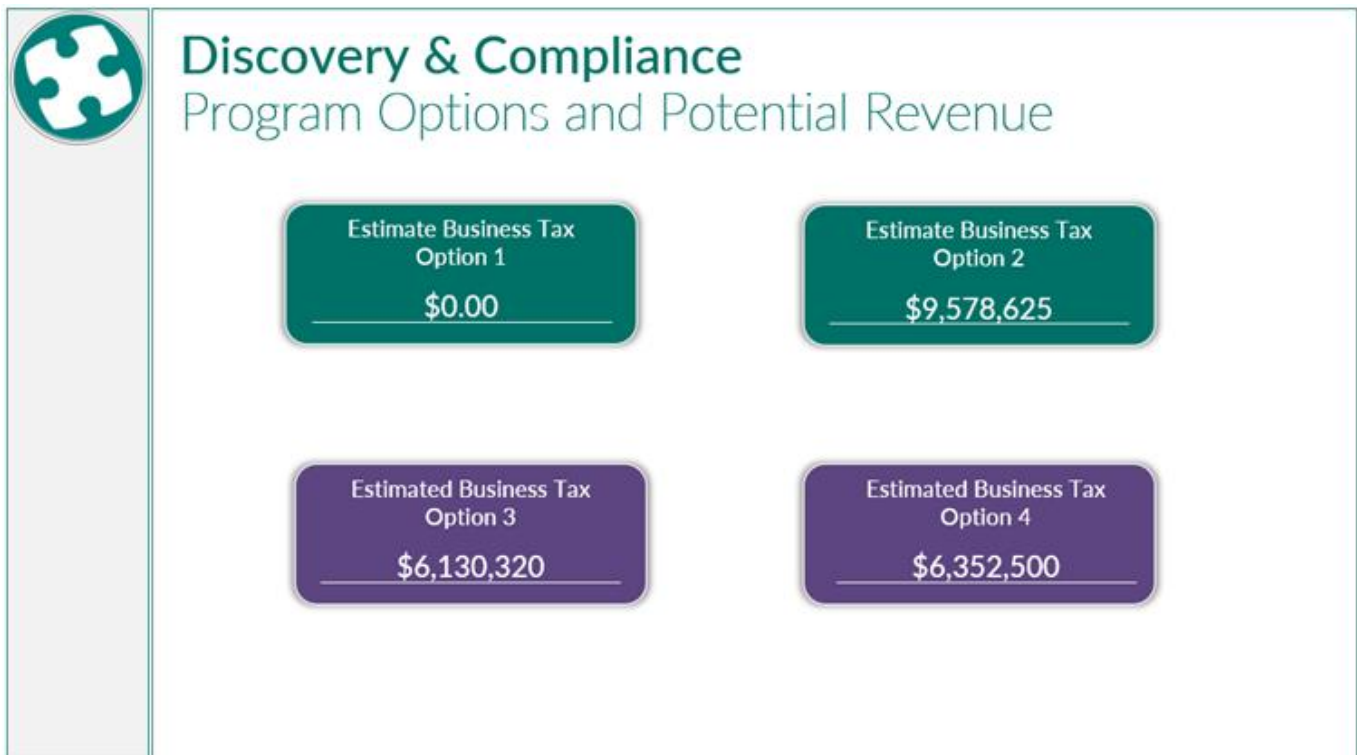 Discovery & Compliance
Program Options and Potential Revenue
Estimate Business Tax
Option 1
$0.00
Estimate Business Tax
Option 2
$9,578,625
Estimated Business Tax
Option 3
$6,130,320
Estimated Business Tax
Option 4
$6,352,500